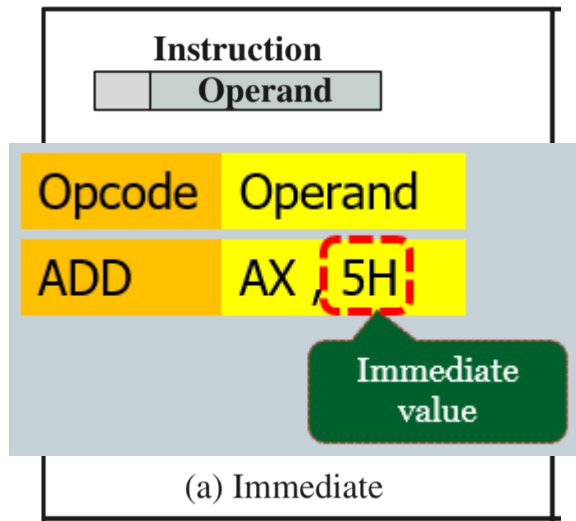 Instruction
Operand
Opcode Operand
ADD AX , 5H
Immediate
value
(a) Immediate